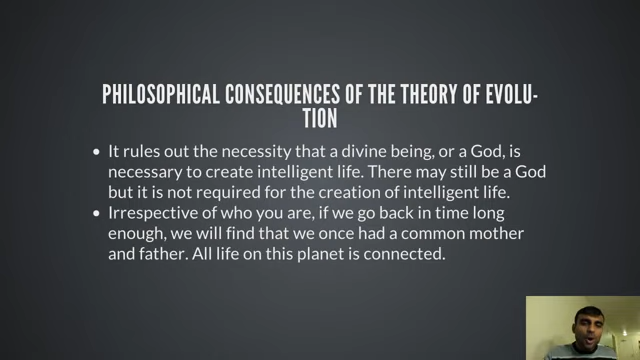 PHILOSOPHICAL CONSEQUENCES OF THE THEORY OF EVOLU-
TION
• It rules out the necessity that a divine being, or a God, is
necessary to create intelligent life. There may still be a God
but it is not required for the creation of intelligent life.
• Irrespective of who you are, if we go back in time long
enough, we will find that we once had a common mother
and father. All life on this planet is connected.